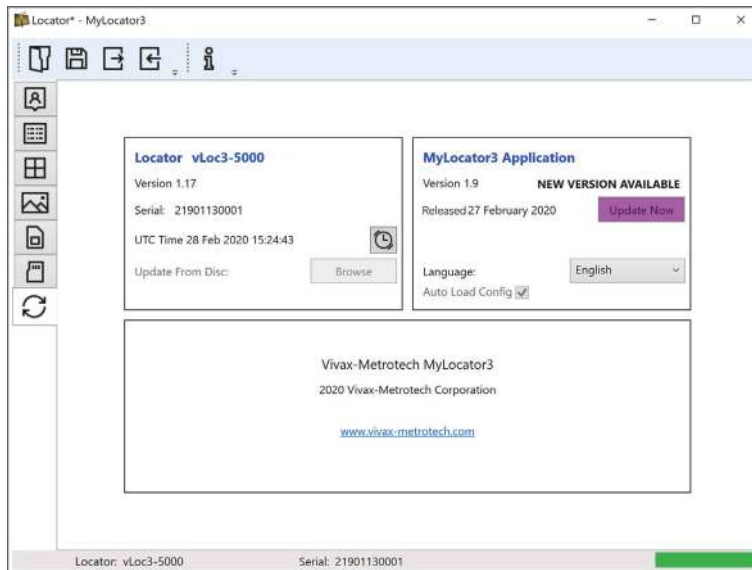 Locator* - MyLocator3
Locator vLoc3-5000
Version 1.17
Serial: 21901130001
UTC Time 28 Feb 2020 15:24:43
Update From Disc: Browse
MyLocator3 Application
Version 1.9 NEW VERSION AVAILABLE
Released 27 February 2020 Update Now
Language: English
Auto Load Config
Vivax-Metrotech MyLocator3
2020 Vivax-Metrotech Corporation
www.vivax-metrotech.com
Locator: vLoc3-5000 Serial: 21901130001